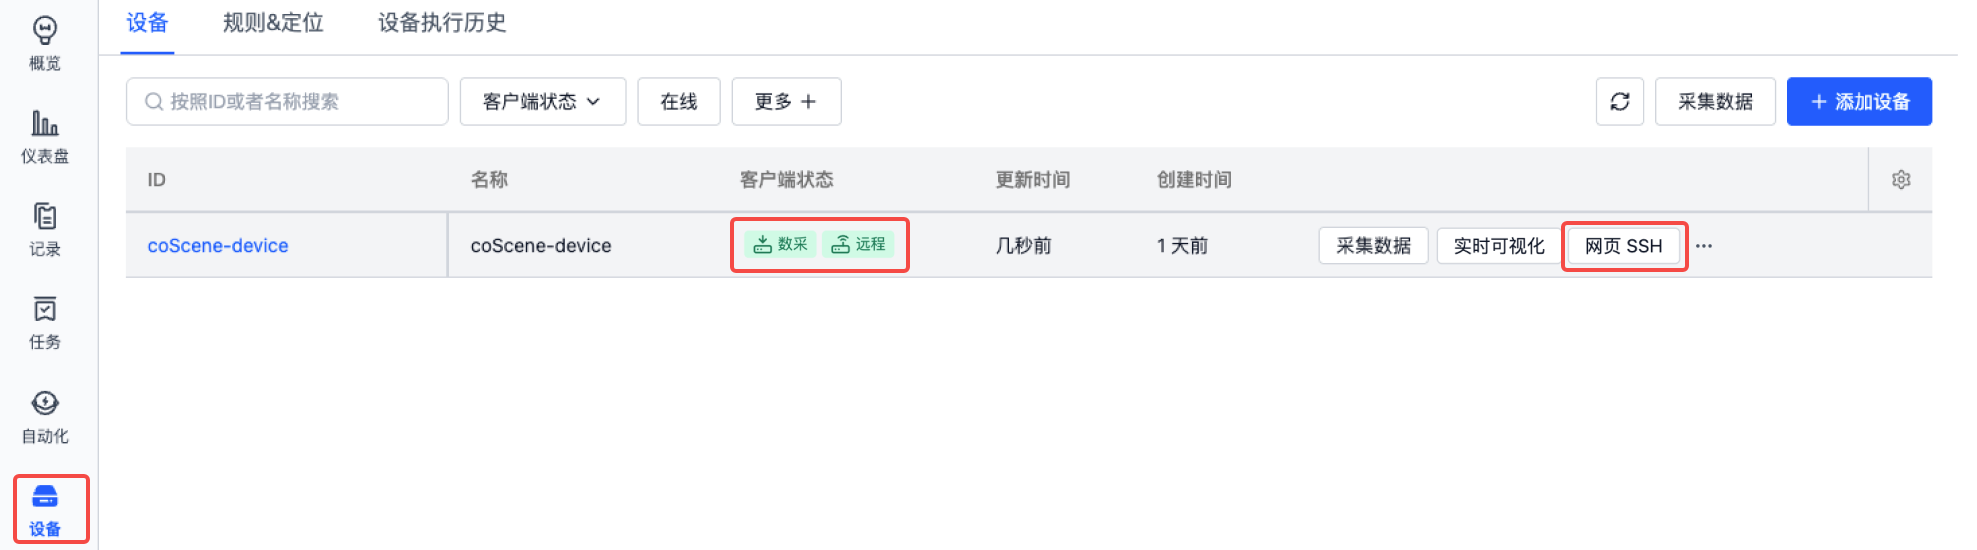 概览
仪表盘
记录
任务
自动化
设备
设备 规则&定位 设备执行历史
按照ID或者名称搜索 客户端状态 在线 更多 + 采集数据 + 添加设备
ID 名称 客户端状态 更新时间 创建时间
coScene-device coScene-device 数采 远程 几秒前 1 天前 采集数据 实时可视化 网页 SSH ···